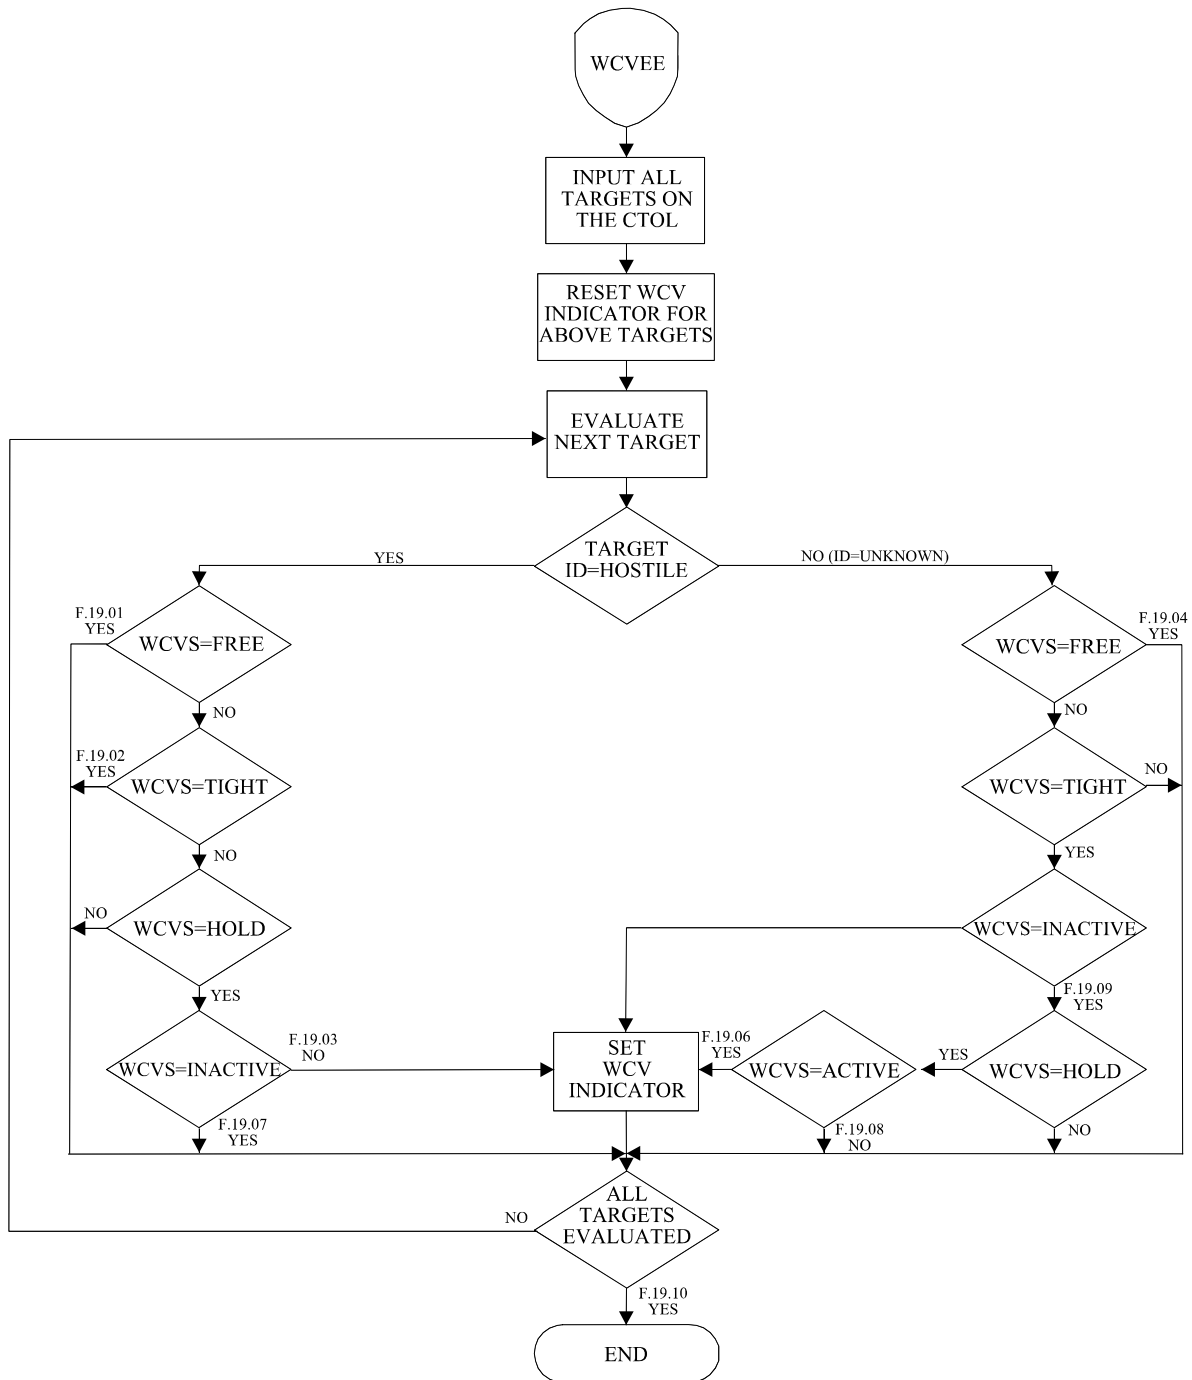 WCVEE
INPUT ALL
TARGETS ON
THE CTOL
RESET WCV
INDICATOR FOR
ABOVE TARGETS
EVALUATE
NEXT TARGET
TARGET
ID=HOSTILE
YES
NO (ID=UNKNOWN)
F.19.01
YES
WCVS=FREE
NO
F.19.02
YES
WCVS=TIGHT
NO
NO
WCVS=HOLD
YES
WCVS=INACTIVE
F.19.03
NO
F.19.07
YES
F.19.04
YES
WCVS=FREE
NO
WCVS=TIGHT
NO
YES
WCVS=INACTIVE
F.19.09
YES
WCVS=HOLD
YES
NO
WCVS=ACTIVE
F.19.06
YES
F.19.08
NO
SET
WCV
INDICATOR
ALL
TARGETS
EVALUATED
NO
F.19.10
YES
END